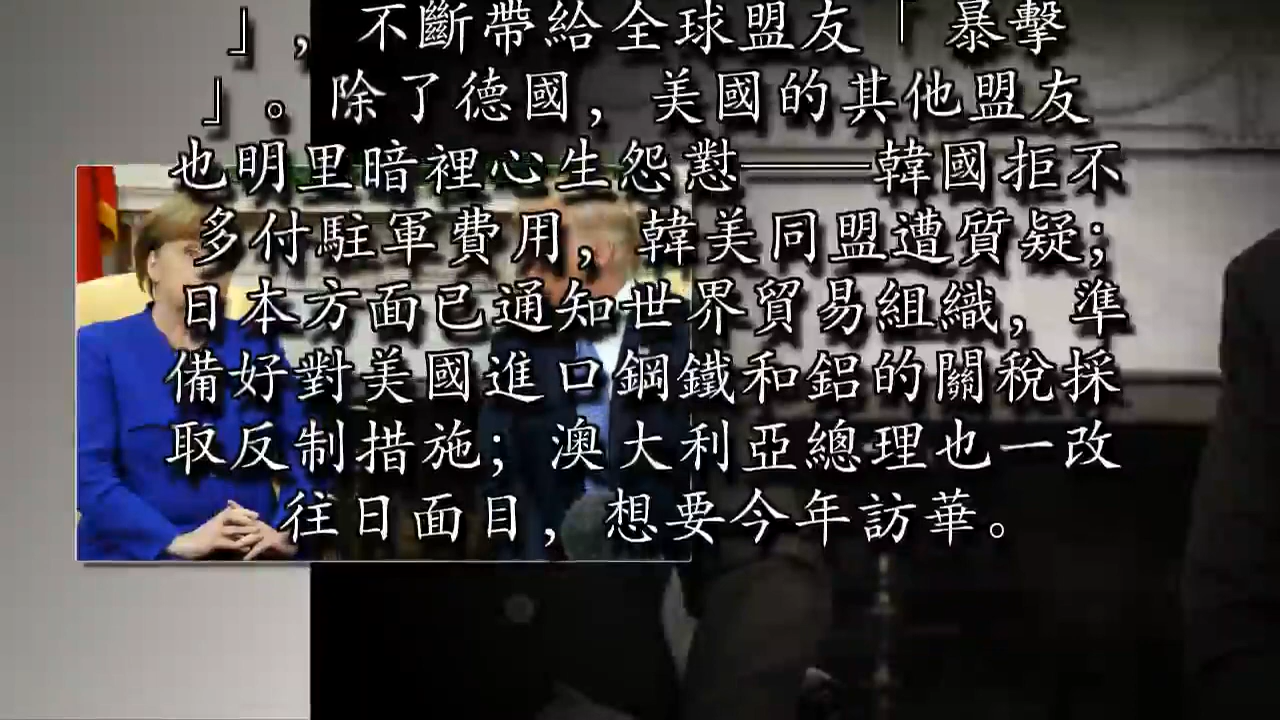 』，不斷帶給全球盟友「暴擊
』。除了德國，美國的其他盟友
也明里暗裡心生怨懟——韓國拒不
多付駐軍費用，韓美同盟遭質疑；
日本方面已通知世界貿易組織，準
備好對美國進口鋼鐵和鋁的關稅採
取反制措施；澳大利亞總理也一改
往日面目，想要今年訪華。